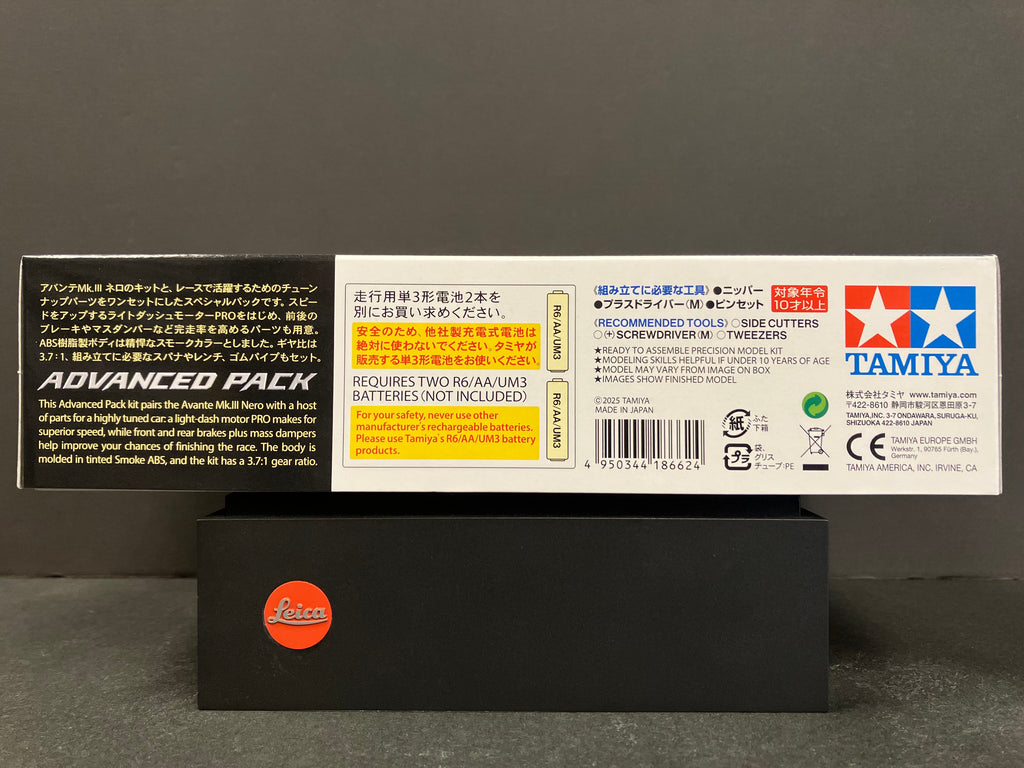 アバンテMk.III ネロのキットと、レースで活躍するためのチューン
ナップパーツをワンセットにしたスペシャルパックです。スピー
ドをアップするライトダッシュモーターPROをはじめ、前後の
ブレーキやマスダンパーなど完走率を高めるパーツも用意。
ABS樹脂製ボディは精悍なスモークカラーとしました。ギヤ比は
3.7:1、組み立てに必要なスパナやレンチ、ゴムパイプもセット。
ADVANCED PACK
This Advanced Pack kit pairs the Avante Mk.III Nero with a host
of parts for a highly tuned car: a light-dash motor PRO makes for
superior speed, while front and rear brakes plus mass dampers
help improve your chances of finishing the race. The body is
molded in tinted Smoke ABS, and the kit has a 3.7:1 gear ratio.
走行用単3形電池2本を
別にお買い求めください。
安全のため、他社製充電式電池は
絶対に使わないでください。タミヤが
販売する単3形電池をお使いください。
REQUIRES TWO R6/AA/UM3
BATTERIES (NOT INCLUDED)
For your safety, never use other
manufacturer's rechargeable batteries.
Please use Tamiya's R6/AA/UM3 battery
products.
R6/AA/UM3
R6/AA/UM3
《組み立てに必要な工具》●ニッパー
●プラスドライバー(M) ●ピンセット
対象年令
10才以上
《RECOMMENDED TOOLS》 ○SIDE CUTTERS
○(+)SCREWDRIVER(M) ○TWEEZERS
★READY TO ASSEMBLE PRECISION MODEL KIT
★MODELING SKILLS HELPFUL IF UNDER 10 YEARS OF AGE
★MODEL MAY VARY FROM IMAGE ON BOX
★IMAGES SHOW FINISHED MODEL
©2025 TAMIYA
MADE IN JAPAN
4 950344 186624
紙 ふた
下箱
プラ 袋、
グリス
チューブ:PE
TAMIYA
株式会社タミヤ www.tamiya.com
〒422-8610 静岡市駿河区恩田原3-7
TAMIYA,INC. 3-7 ONDAWARA,SURUGA-KU,
SHIZUOKA 422-8610 JAPAN
CE
TAMIYA EUROPE GMBH
Werkstr. 1, 90765 Fürth (Bay.),
Germany
TAMIYA AMERICA, INC. IRVINE, CA
Leica